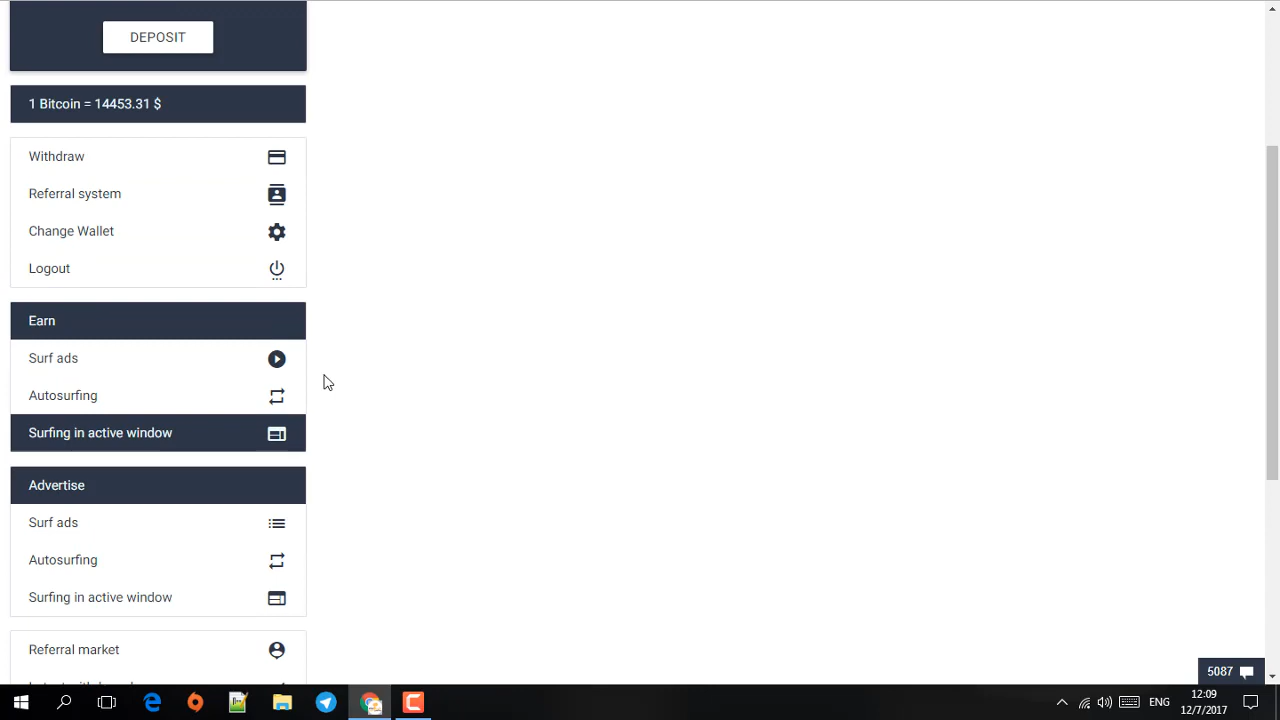 DEPOSIT
1 Bitcoin = 14453.31 $
Withdraw
Referral system
Change Wallet
Logout
Earn
Surf ads
Autosurfing
Surfing in active window
Advertise
Surf ads
Autosurfing
Surfing in active window
Referral market
5087
ENG
12:09
12/7/2017